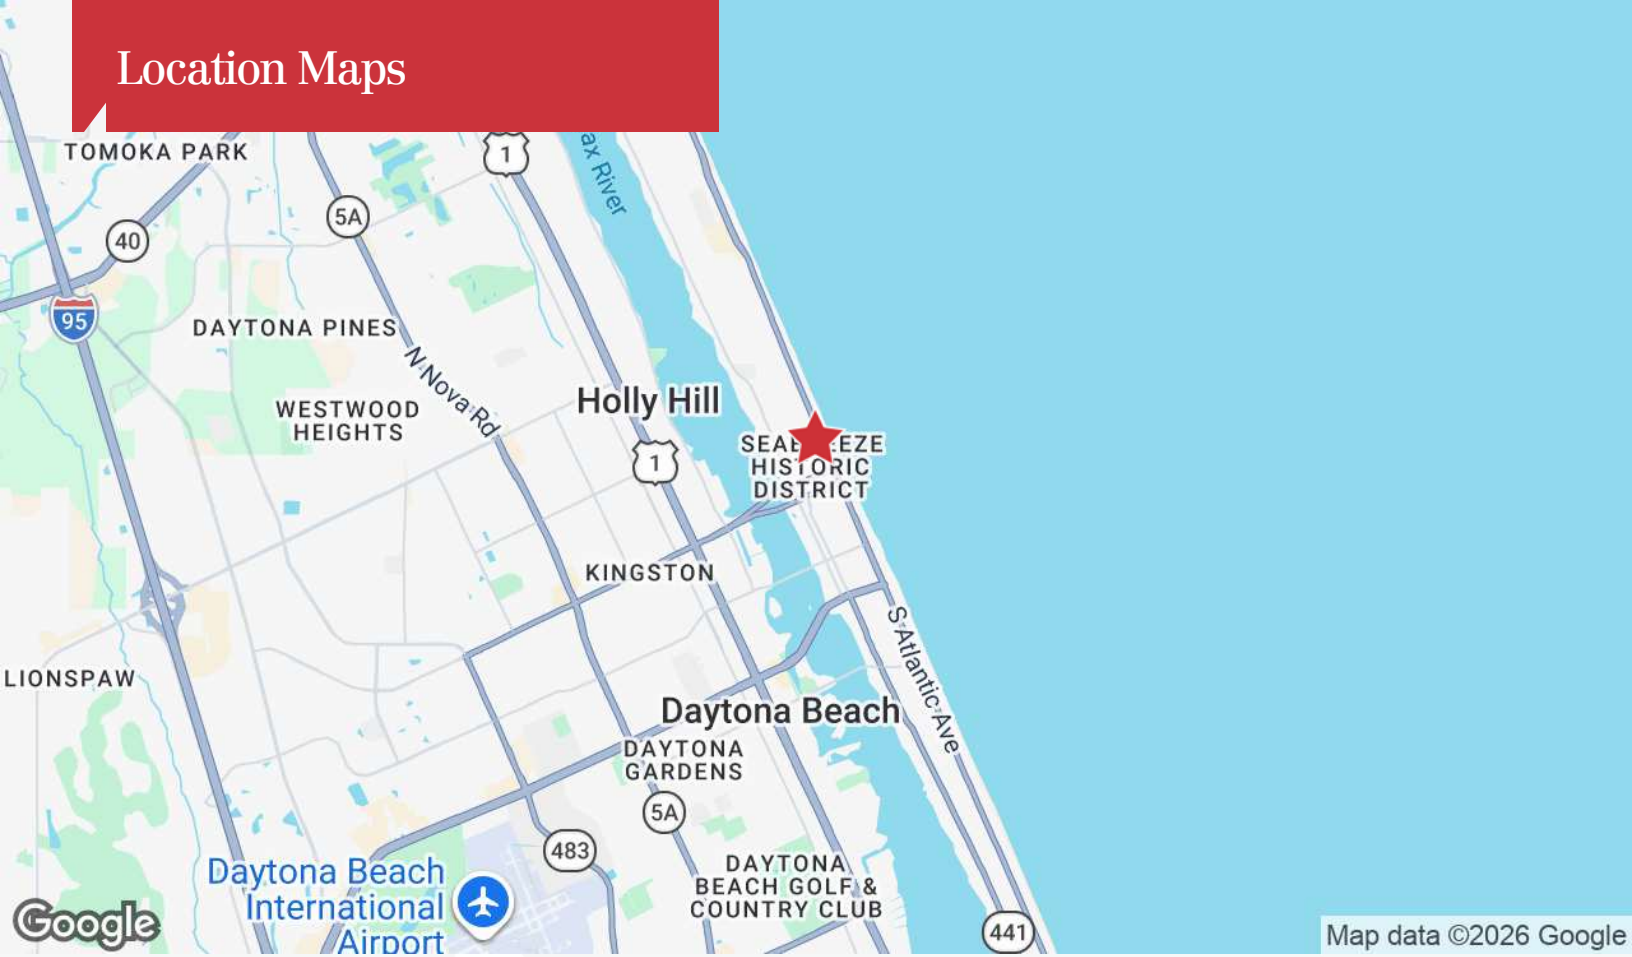 Location Maps
TOMOKA PARK
1
ax River
5A
40
95
DAYTONA PINES
N Nova Rd
WESTWOOD
HEIGHTS
Holly Hill
1
HISTORIC
DISTRICT
KINGSTON
S Atlantic Ave
LIONSPAW
Daytona Beach
DAYTONA
GARDENS
5A
483
DAYTONA
BEACH GOLF &
COUNTRY CLUB
Daytona Beach
International
Airport
441
Google
Map data ©2026 Google